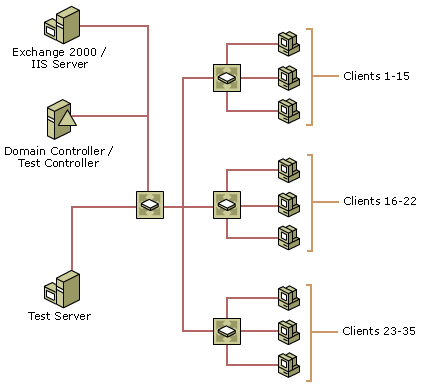 Exchange 2000 /
IIS Server
Clients 1-15
Domain Controller /
Test Controller
Clients 16-22
Test Server
Clients 23-35